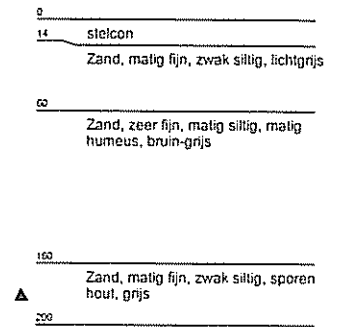 0
14 stelcon
Zand, matig fijn, zwak siltig, lichtgrijs
60
Zand, zeer fijn, matig siltig, matig
humeus, bruin-grijs
160
Zand, matig fijn, zwak siltig, sporen
hout, grijs
200